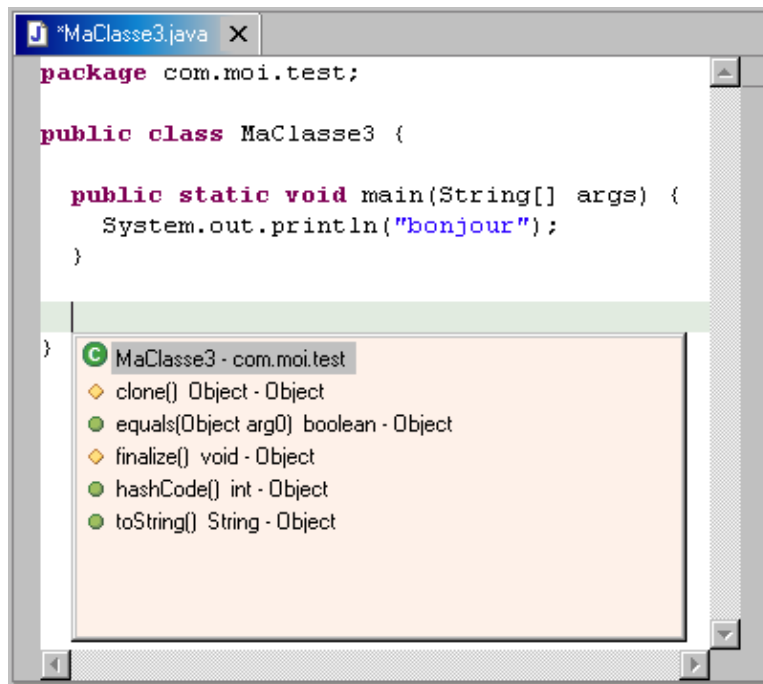 *MaClasse3.java
package com.moi.test;
public class MaClasse3 {
public static void main(String[] args) {
System.out.println("bonjour");
}
}
MaClasse3 - com.moi.test
clone() Object - Object
equals(Object arg0) boolean - Object
finalize() void - Object
hashCode() int - Object
toString() String - Object